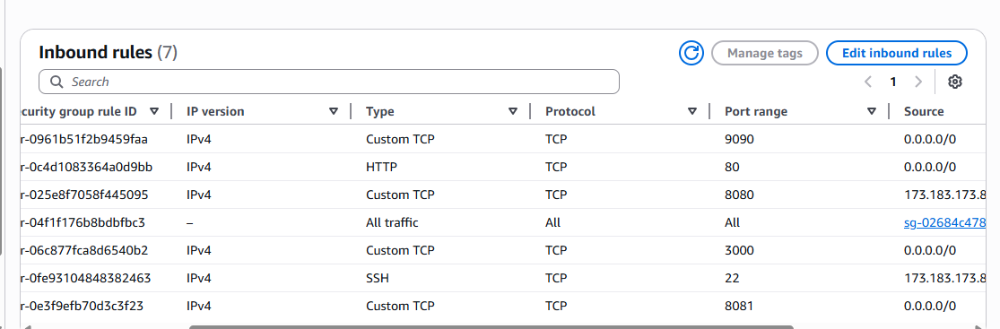 Inbound rules (7)
Manage tags
Edit inbound rules
Search
1
curity group rule ID IP version Type Protocol Port range Source
r-0961b51f2b9459faa IPv4 Custom TCP TCP 9090 0.0.0.0/0
r-0c4d1083364a0d9bb IPv4 HTTP TCP 80 0.0.0.0/0
r-025e8f7058f445095 IPv4 Custom TCP TCP 8080 173.183.173.8
r-04f1f176b8bdbfbc3 – All traffic All All sg-02684c478
r-06c877fca8d6540b2 IPv4 Custom TCP TCP 3000 0.0.0.0/0
r-0fe93104848382463 IPv4 SSH TCP 22 173.183.173.8
r-0e3f9efb70d3c3f23 IPv4 Custom TCP TCP 8081 0.0.0.0/0